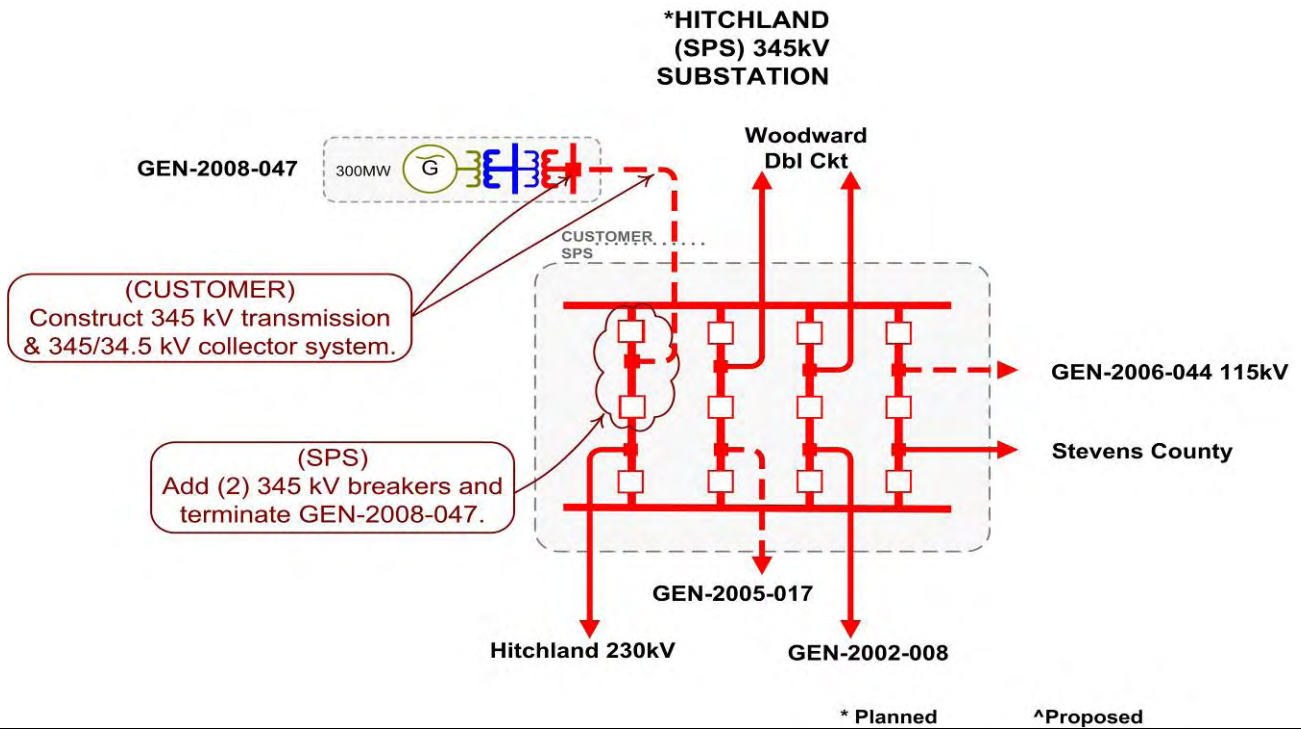 *HITCHLAND
(SPS) 345kV
SUBSTATION
Woodward
Dbl Ckt
GEN-2008-047
300MW
G
CUSTOMER
SPS
(CUSTOMER)
Construct 345 kV transmission
& 345/34.5 kV collector system.
GEN-2006-044 115kV
Stevens County
(SPS)
Add (2) 345 kV breakers and
terminate GEN-2008-047.
GEN-2005-017
Hitchland 230kV
GEN-2002-008
* Planned
^Proposed